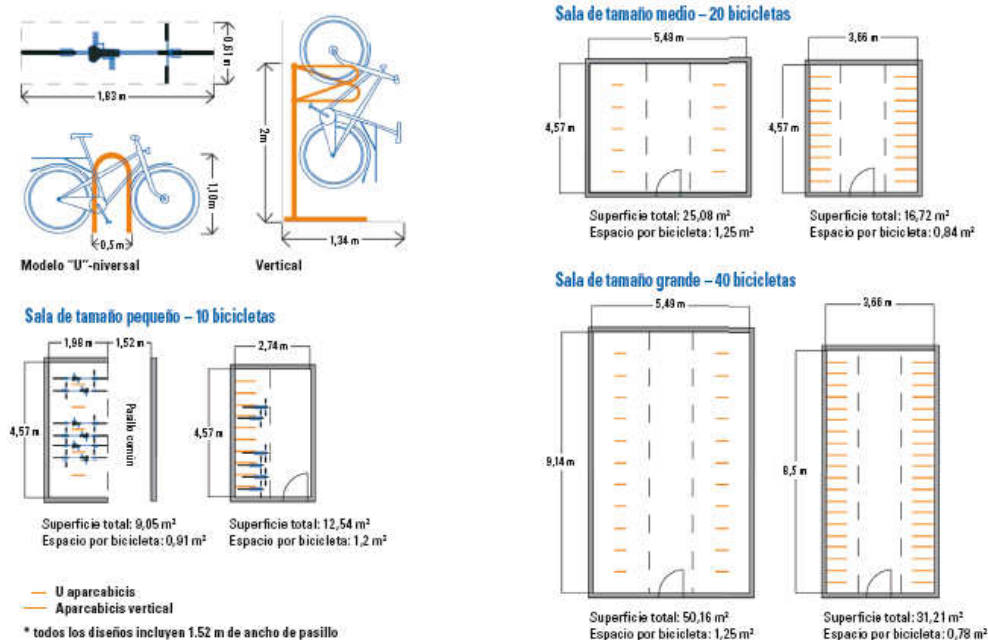 0,61 m
1,83 m
1,10m
0,5 m
Modelo "U"-niversal
2m
1,34 m
Vertical
Sala de tamaño pequeño – 10 bicicletas
1,98 m
1,52 m
4,57 m
Pasillo común
Superficie total: 9,05 m²
Espacio por bicicleta: 0,91 m²
2,74 m
4,57 m
Superficie total: 12,54 m²
Espacio por bicicleta: 1,2 m²
U aparcabicis
Aparcabicis vertical
* todos los diseños incluyen 1.52 m de ancho de pasillo
Sala de tamaño medio – 20 bicicletas
5,49 m
4,57 m
Superficie total: 25,08 m²
Espacio por bicicleta: 1,25 m²
3,66 m
4,57 m
Superficie total: 16,72 m²
Espacio por bicicleta: 0,84 m²
Sala de tamaño grande – 40 bicicletas
5,49 m
9,14 m
Superficie total: 50,16 m²
Espacio por bicicleta: 1,25 m²
3,66 m
8,5 m
Superficie total: 31,21 m²
Espacio por bicicleta: 0,78 m²